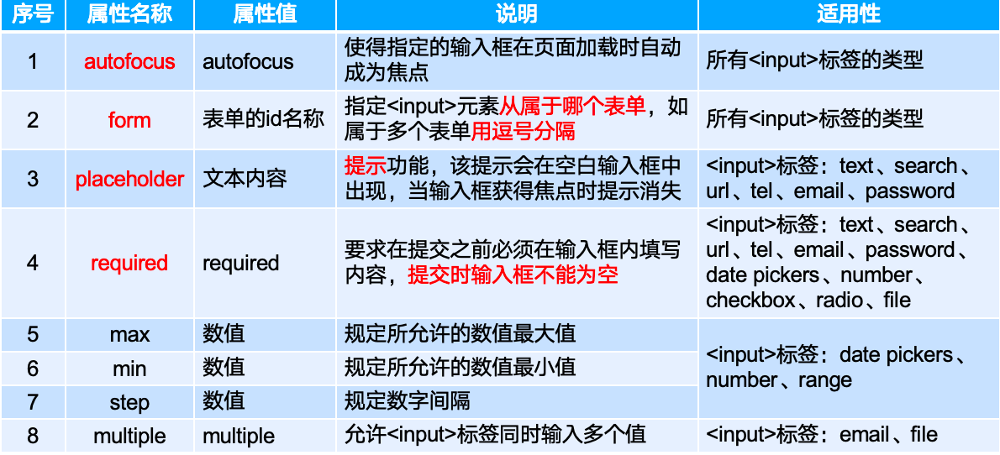 序号 属性名称 属性值 说明 适用性
1 autofocus autofocus 使得指定的输入框在页面加载时自动
成为焦点 所有<input>标签的类型
2 form 表单的id名称 指定<input>元素从属于哪个表单，如
属于多个表单用逗号分隔 所有<input>标签的类型
3 placeholder 文本内容 提示功能，该提示会在空白输入框中
出现，当输入框获得焦点时提示消失 <input>标签：text、search、
url、tel、email、password
4 required required 要求在提交之前必须在输入框内填写
内容，提交时输入框不能为空 <input>标签：text、search、
url、tel、email、password、
date pickers、number、
checkbox、radio、file
5 max 数值 规定所允许的数值最大值
6 min 数值 规定所允许的数值最小值
7 step 数值 规定数字间隔
<input>标签：date pickers、
number、range
8 multiple multiple 允许<input>标签同时输入多个值 <input>标签：email、file